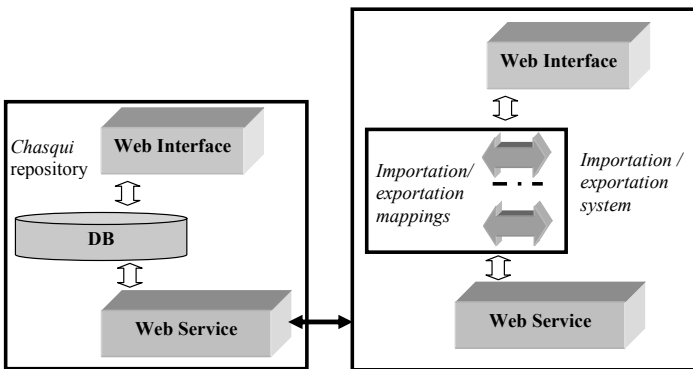 Chasqui
repository
Web Interface
DB
Web Service
Web Interface
Importation/
exportation
mappings
Importation /
exportation
system
Web Service